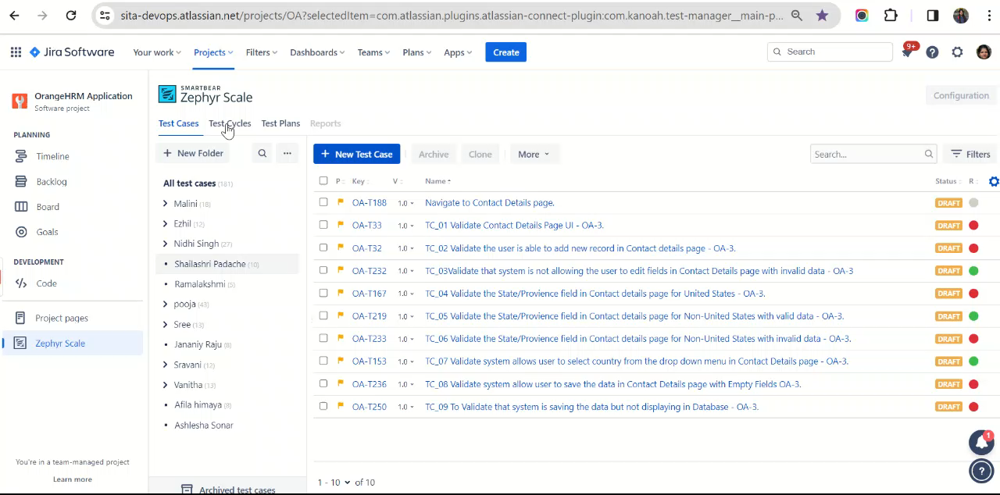 sita-devops.atlassian.net/projects/OA?selectedItem=com.atlassian.plugins.atlassian-connect-plugin:com.kanoah.test-manager__main-p...
Jira Software
Your work
Projects
Filters
Dashboards
Teams
Plans
Apps
Create
Search
9+
OrangeHRM Application
Software project
PLANNING
Timeline
Backlog
Board
Goals
DEVELOPMENT
Code
Project pages
Zephyr Scale
You're in a team-managed project
Learn more
SMARTBEAR
Zephyr Scale
Configuration
Test Cases Test Cycles Test Plans Reports
+ New Folder
...
All test cases (181)
Malini (18)
Ezhil (12)
Nidhi Singh (27)
Shailashri Padache (10)
Ramalakshmi (5)
pooja (43)
Sree (13)
Jananiy Raju (8)
Sravani (12)
Vanitha (13)
Afila himaya (8)
Ashlesha Sonar
Archived test cases
+ New Test Case Archive Clone More
Search... Filters
P Key V Name Status R
OA-T188 1.0 Navigate to Contact Details page. DRAFT
OA-T33 1.0 TC_01 Validate Contact Details Page UI - OA-3. DRAFT
OA-T32 1.0 TC_02 Validate the user is able to add new record in Contact details page - OA-3. DRAFT
OA-T232 1.0 TC_03Validate that system is not allowing the user to edit fields in Contact Details page with invalid data - OA-3 DRAFT
OA-T167 1.0 TC_04 Validate the State/Provience field in Contact details page for United States - OA-3. DRAFT
OA-T219 1.0 TC_05 Validate the State/Provience field in Contact details page for Non-United States with valid data - OA-3. DRAFT
OA-T233 1.0 TC_06 Validate the State/Provience field in Contact details page for Non-United States with invalid data - OA-3. DRAFT
OA-T153 1.0 TC_07 Validate system allows user to select country from the drop down menu in Contact Details page - OA-3. DRAFT
OA-T236 1.0 TC_08 Validate system allow user to save the data in Contact Details page with Empty Fields OA-3. DRAFT
OA-T250 1.0 TC_09 To Validate that system is saving the data but not displaying in Database - OA-3. DRAFT
1
?
1 - 10 of 10